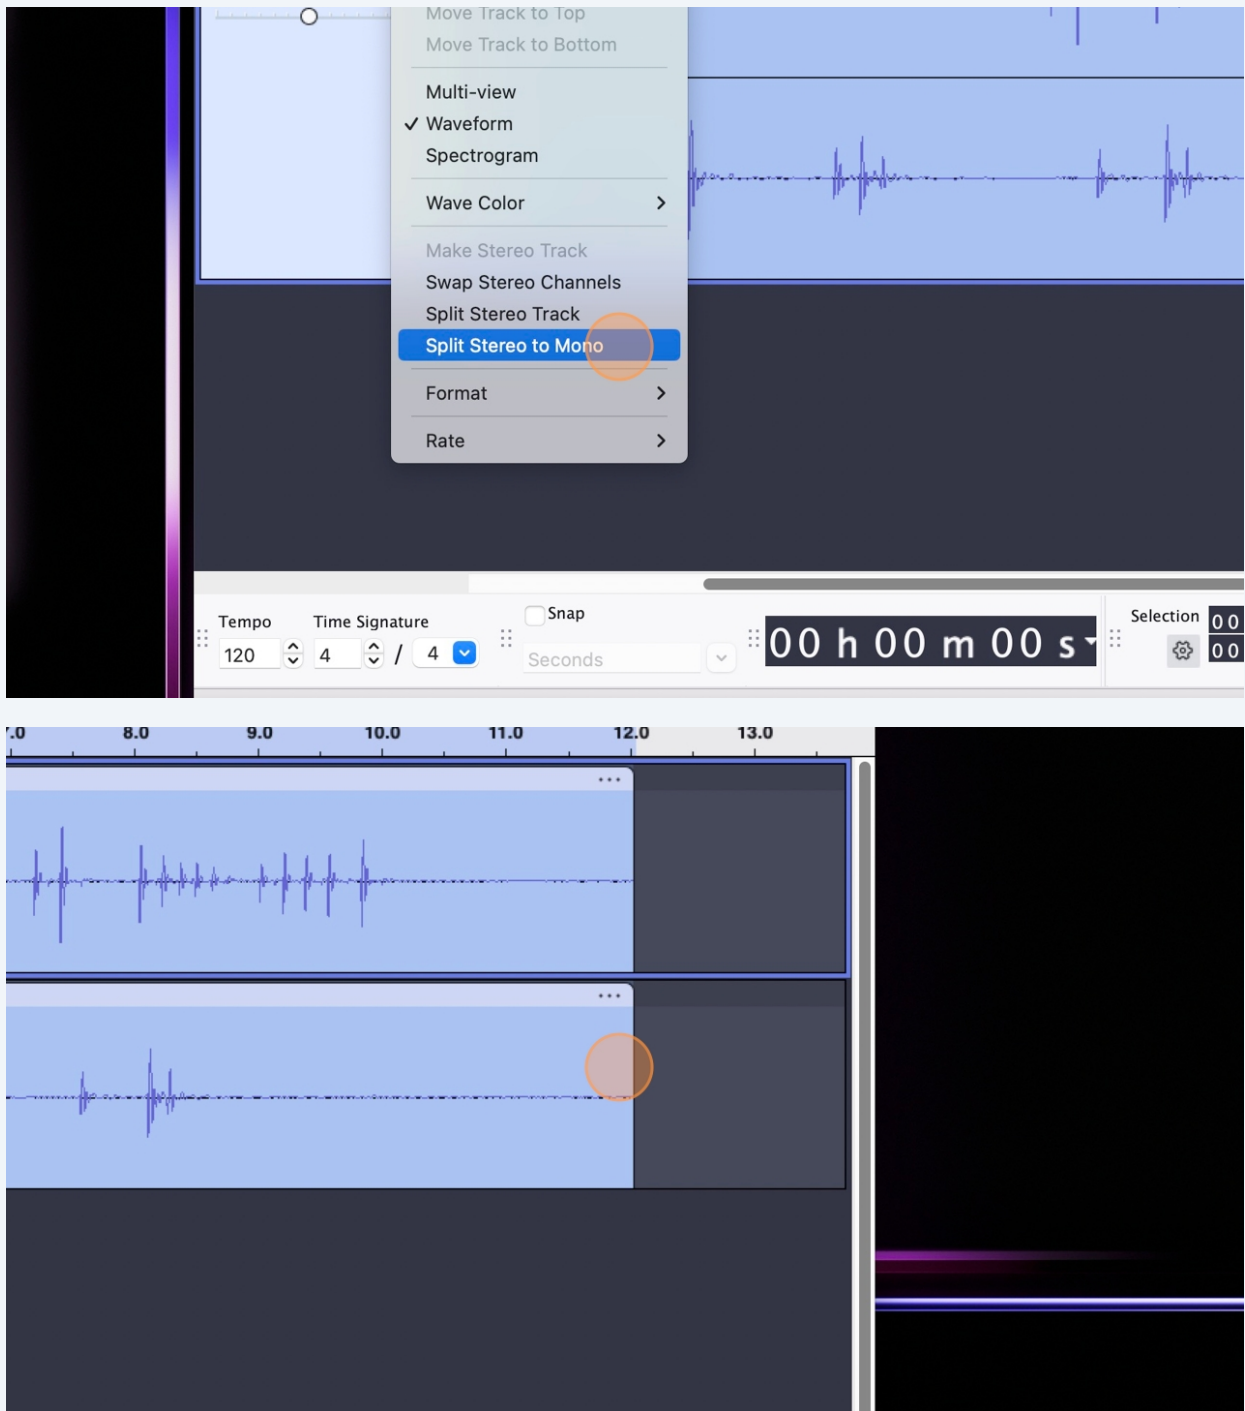 Move Track to Top
Move Track to Bottom
Multi-view
✓ Waveform
Spectrogram
Wave Color
Make Stereo Track
Swap Stereo Channels
Split Stereo Track
Split Stereo to Mono
Format
Rate
Tempo
Time Signature
Snap
Selection
120
4 / 4
Seconds
00 h 00 m 00 s
00
00
.0 8.0 9.0 10.0 11.0 12.0 13.0